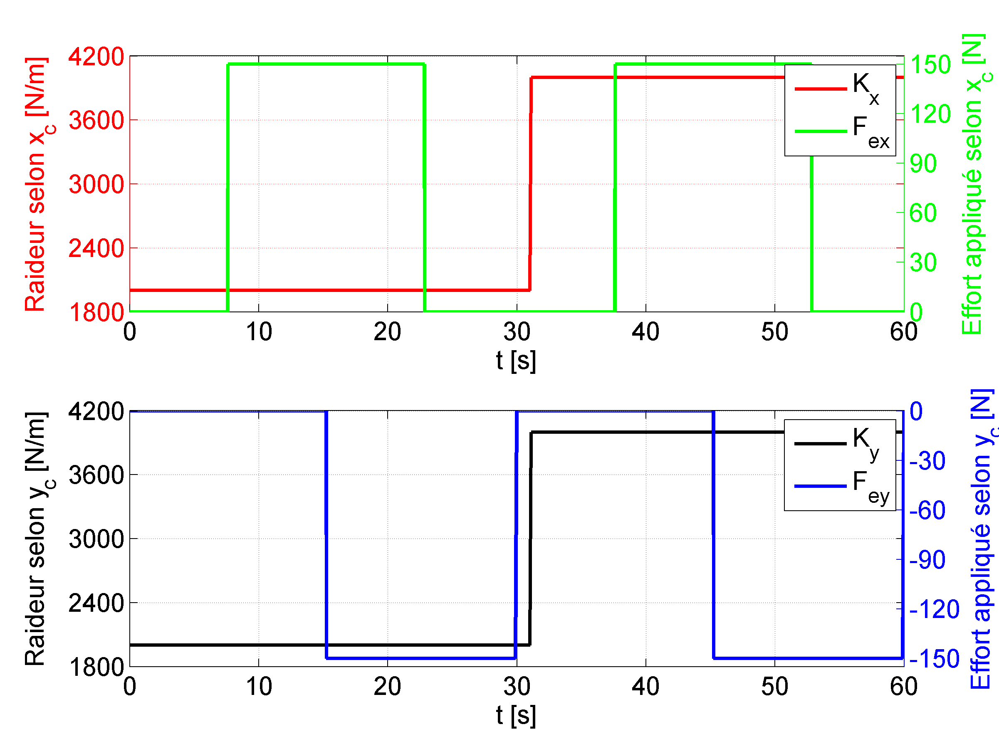 Raideur selon x_c [N/m]
4200
3600
3000
2400
1800
0 10 20 30 40 50 60
t [s]
150
120
90
60
30
0
Effort appliqué selon x_c [N]
K_x
F_ex
Raideur selon y_c [N/m]
4200
3600
3000
2400
1800
0 10 20 30 40 50 60
t [s]
0
-30
-60
-90
-120
-150
Effort appliqué selon y_c [N]
K_y
F_ey